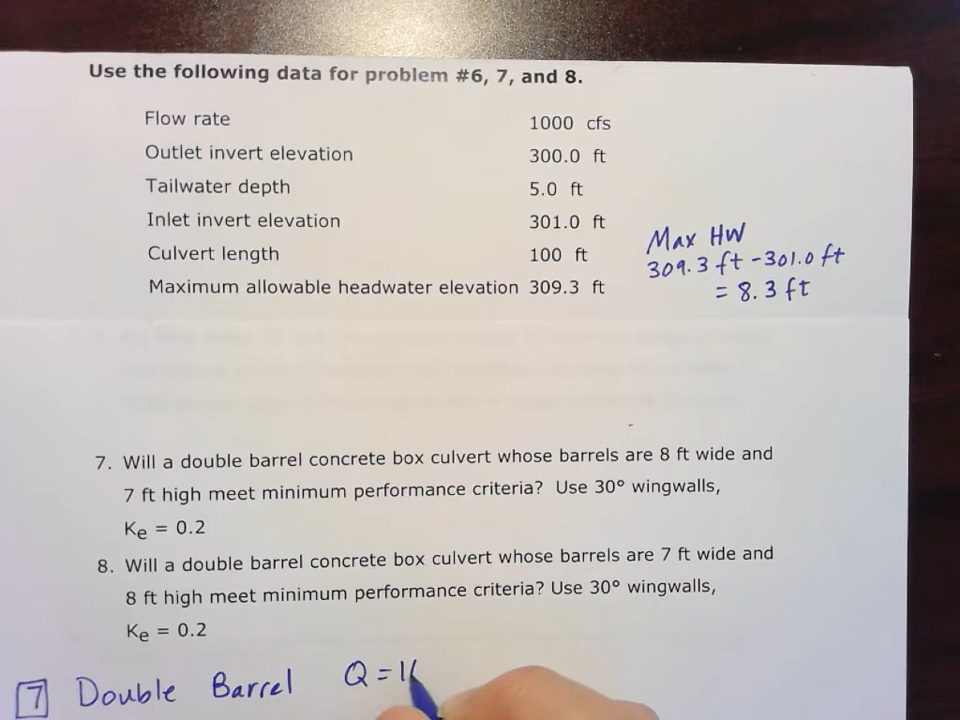 Use the following data for problem #6, 7, and 8.
Flow rate 1000 cfs
Outlet invert elevation 300.0 ft
Tailwater depth 5.0 ft
Inlet invert elevation 301.0 ft
Culvert length 100 ft
Maximum allowable headwater elevation 309.3 ft
Max HW
309.3 ft - 301.0 ft
= 8.3 ft
7. Will a double barrel concrete box culvert whose barrels are 8 ft wide and
7 ft high meet minimum performance criteria? Use 30° wingwalls,
Ke = 0.2
8. Will a double barrel concrete box culvert whose barrels are 7 ft wide and
8 ft high meet minimum performance criteria? Use 30° wingwalls,
Ke = 0.2
7 Double Barrel Q = 1